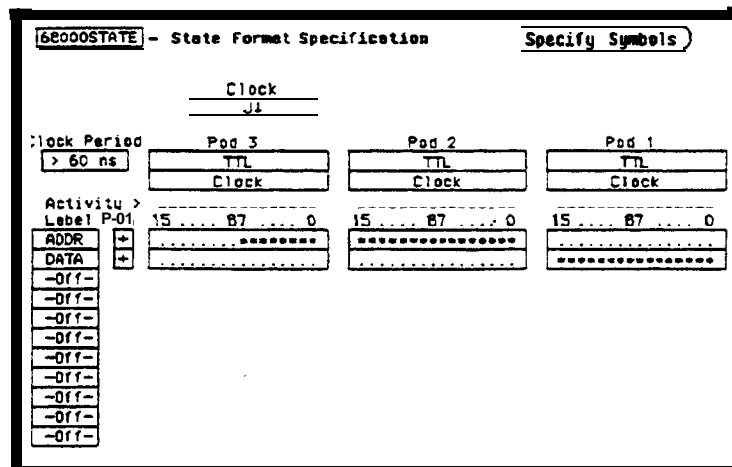 68000STATE - State Format Specification Specify Symbols
Clock
J↓
Clock Period Pod 3 Pod 2 Pod 1
> 60 ns TTL TTL TTL
Clock Clock Clock
Activity > ---------------- ---------------- ----------------
Label P-01 15 .... 87 .... 0 15 .... 87 .... 0 15 .... 87 .... 0
ADDR + ........******** **************** ................
DATA + ................ ................ ****************
-Off-
-Off-
-Off-
-Off-
-Off-
-Off-
-Off-
-Off-
-Off-